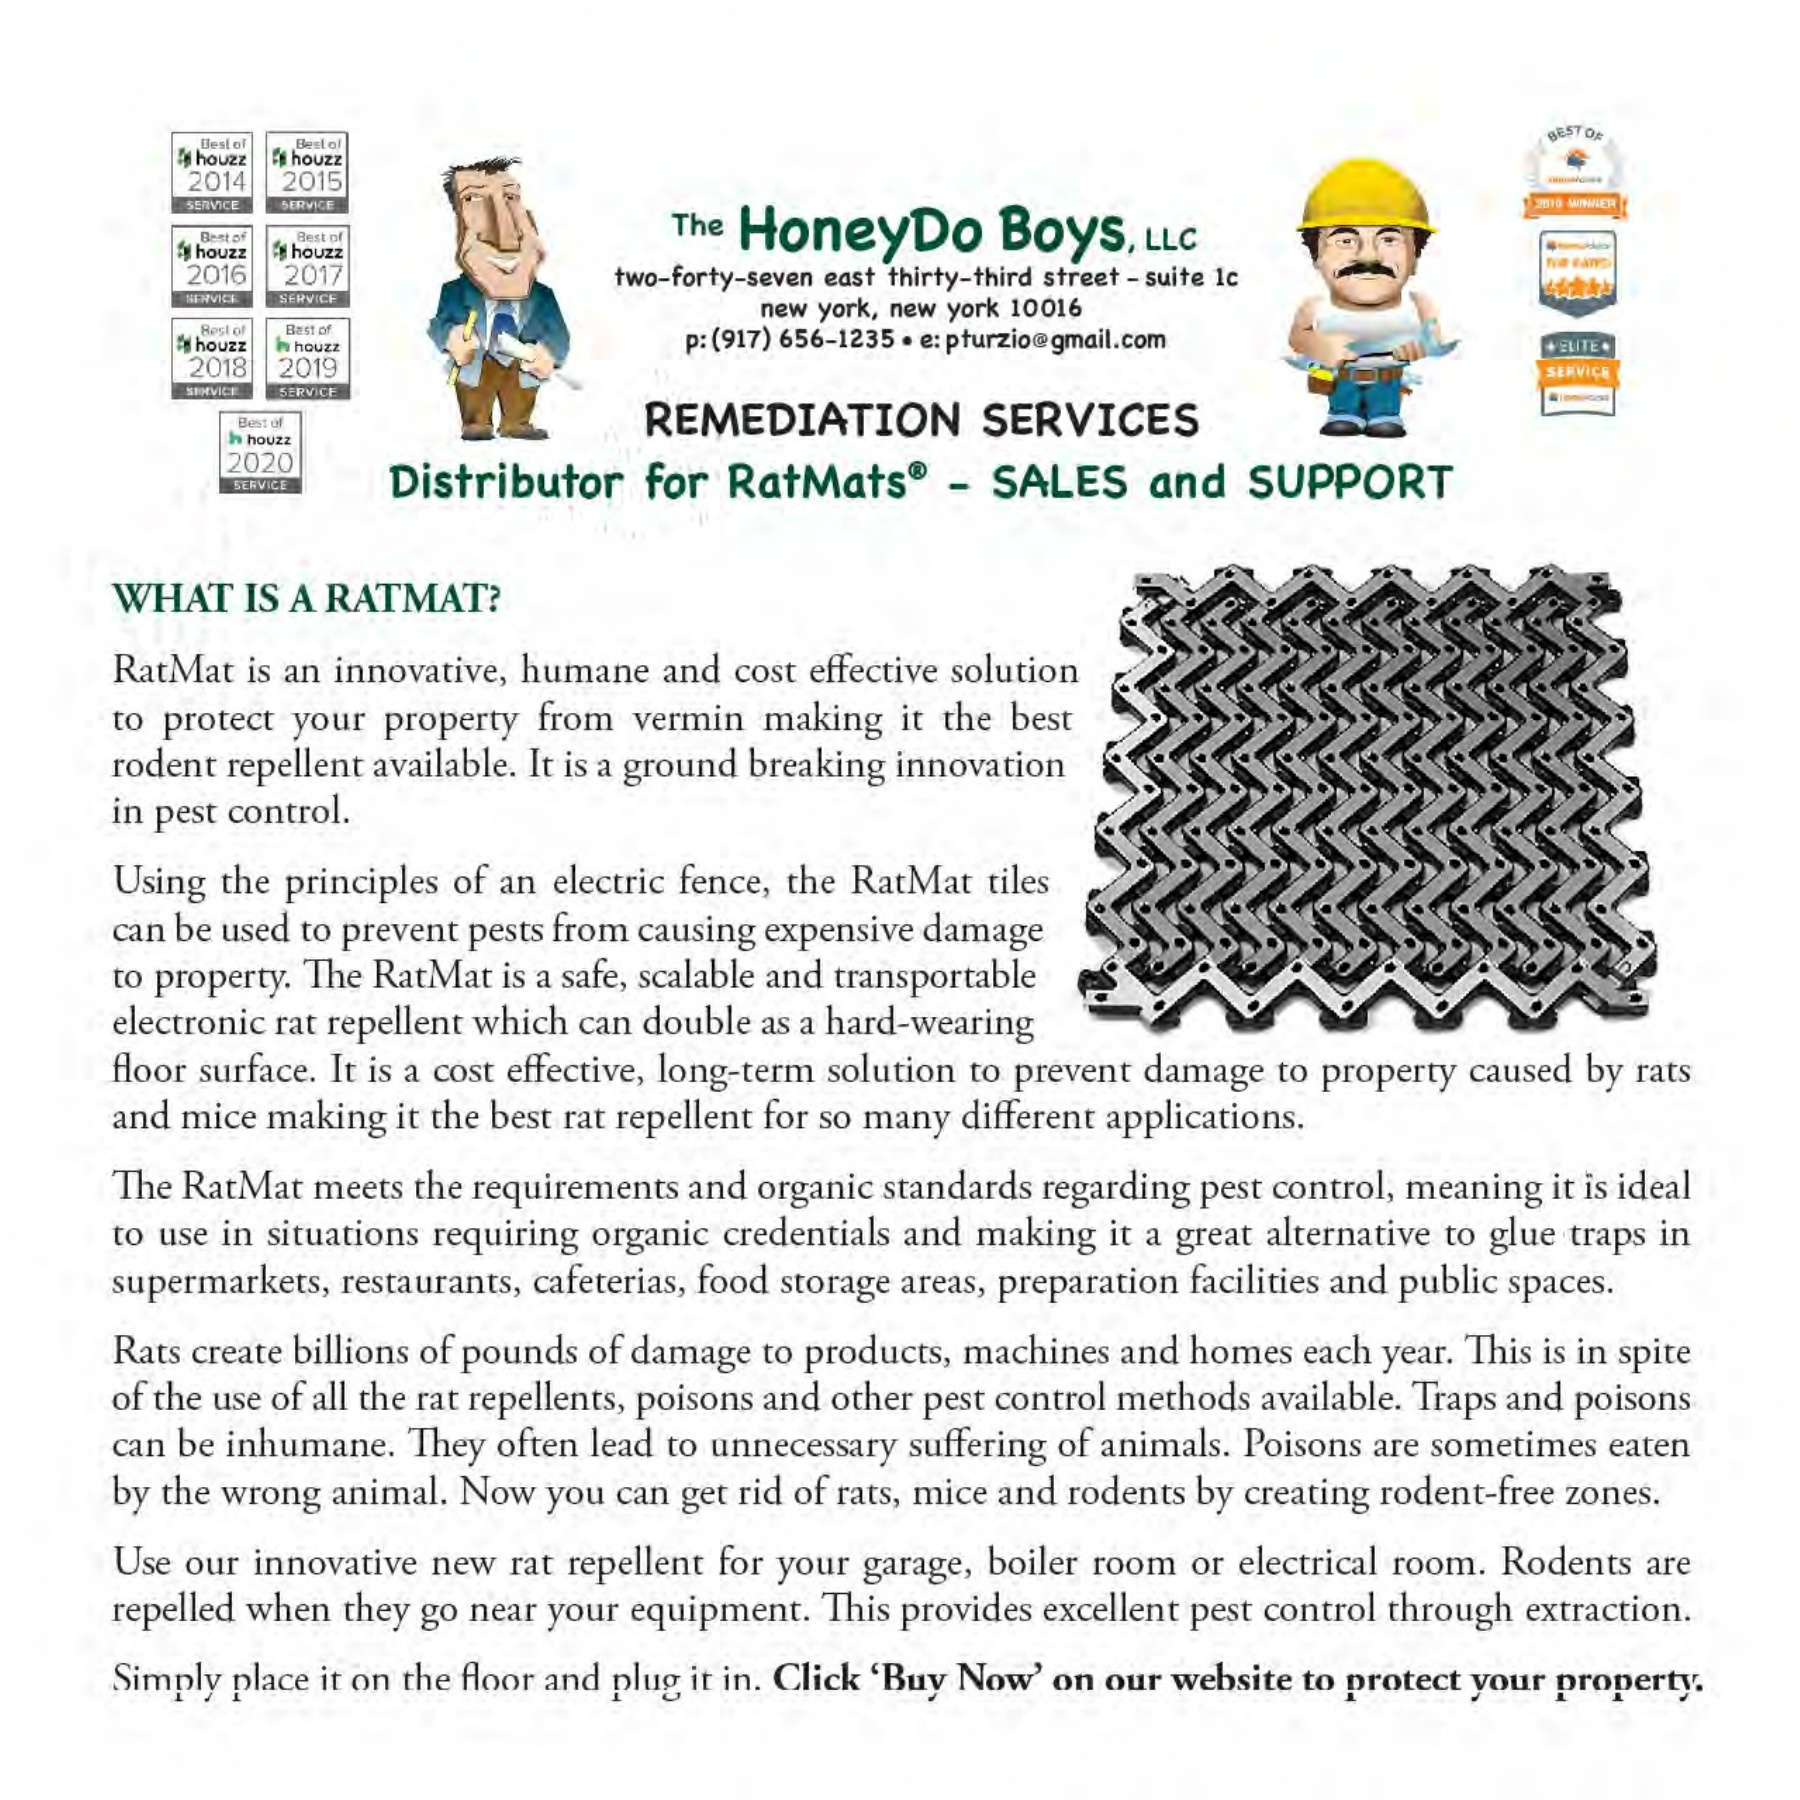 Best of
houzz
2014
SERVICE
Best of
houzz
2015
SERVICE
Best of
houzz
2016
SERVICE
Best of
houzz
2017
SERVICE
Best of
houzz
2018
SERVICE
Best of
houzz
2019
SERVICE
Best of
houzz
2020
SERVICE
The HoneyDo Boys, LLC
two-forty-seven east thirty-third street – suite 1c
new york, new york 10016
p: (917) 656-1235 • e: pturzio@gmail.com
REMEDIATION SERVICES
Distributor for RatMats® – SALES and SUPPORT
BEST OF
WINNER
TOP RATED
ELITE
SERVICE
WHAT IS A RATMAT?
RatMat is an innovative, humane and cost effective solution
to protect your property from vermin making it the best
rodent repellent available. It is a ground breaking innovation
in pest control.
Using the principles of an electric fence, the RatMat tiles
can be used to prevent pests from causing expensive damage
to property. The RatMat is a safe, scalable and transportable
electronic rat repellent which can double as a hard-wearing
floor surface. It is a cost effective, long-term solution to prevent damage to property caused by rats
and mice making it the best rat repellent for so many different applications.
The RatMat meets the requirements and organic standards regarding pest control, meaning it is ideal
to use in situations requiring organic credentials and making it a great alternative to glue traps in
supermarkets, restaurants, cafeterias, food storage areas, preparation facilities and public spaces.
Rats create billions of pounds of damage to products, machines and homes each year. This is in spite
of the use of all the rat repellents, poisons and other pest control methods available. Traps and poisons
can be inhumane. They often lead to unnecessary suffering of animals. Poisons are sometimes eaten
by the wrong animal. Now you can get rid of rats, mice and rodents by creating rodent-free zones.
Use our innovative new rat repellent for your garage, boiler room or electrical room. Rodents are
repelled when they go near your equipment. This provides excellent pest control through extraction.
Simply place it on the floor and plug it in. Click ‘Buy Now’ on our website to protect your property.